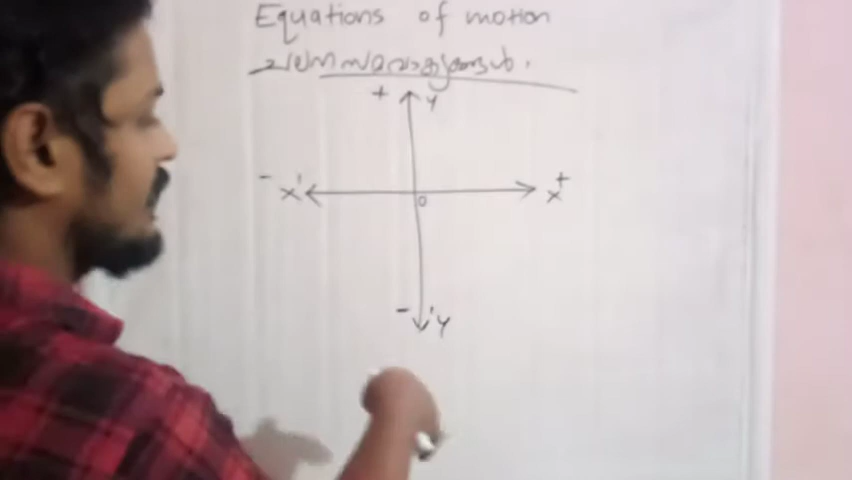 Equations of motion
ചലനസമവാക്യങ്ങൾ.
+ Y
- X' X +
O
- 'Y